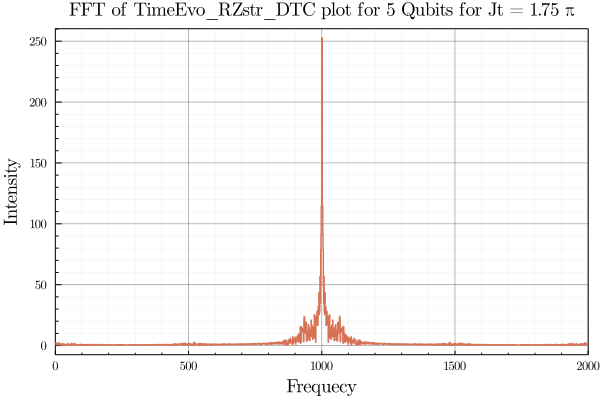 FFT of TimeEvo_RZstr_DTC plot for 5 Qubits for Jt = 1.75 π
250
200
150
100
50
0
Intensity
0 500 1000 1500 2000
Frequecy